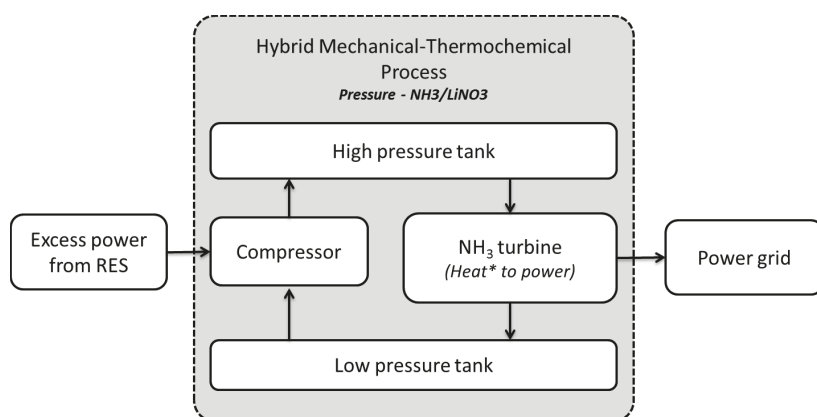 Hybrid Mechanical-Thermochemical
Process
Pressure - NH3/LiNO3
High pressure tank
Excess power
from RES
Compressor
NH₃ turbine
(Heat* to power)
Power grid
Low pressure tank